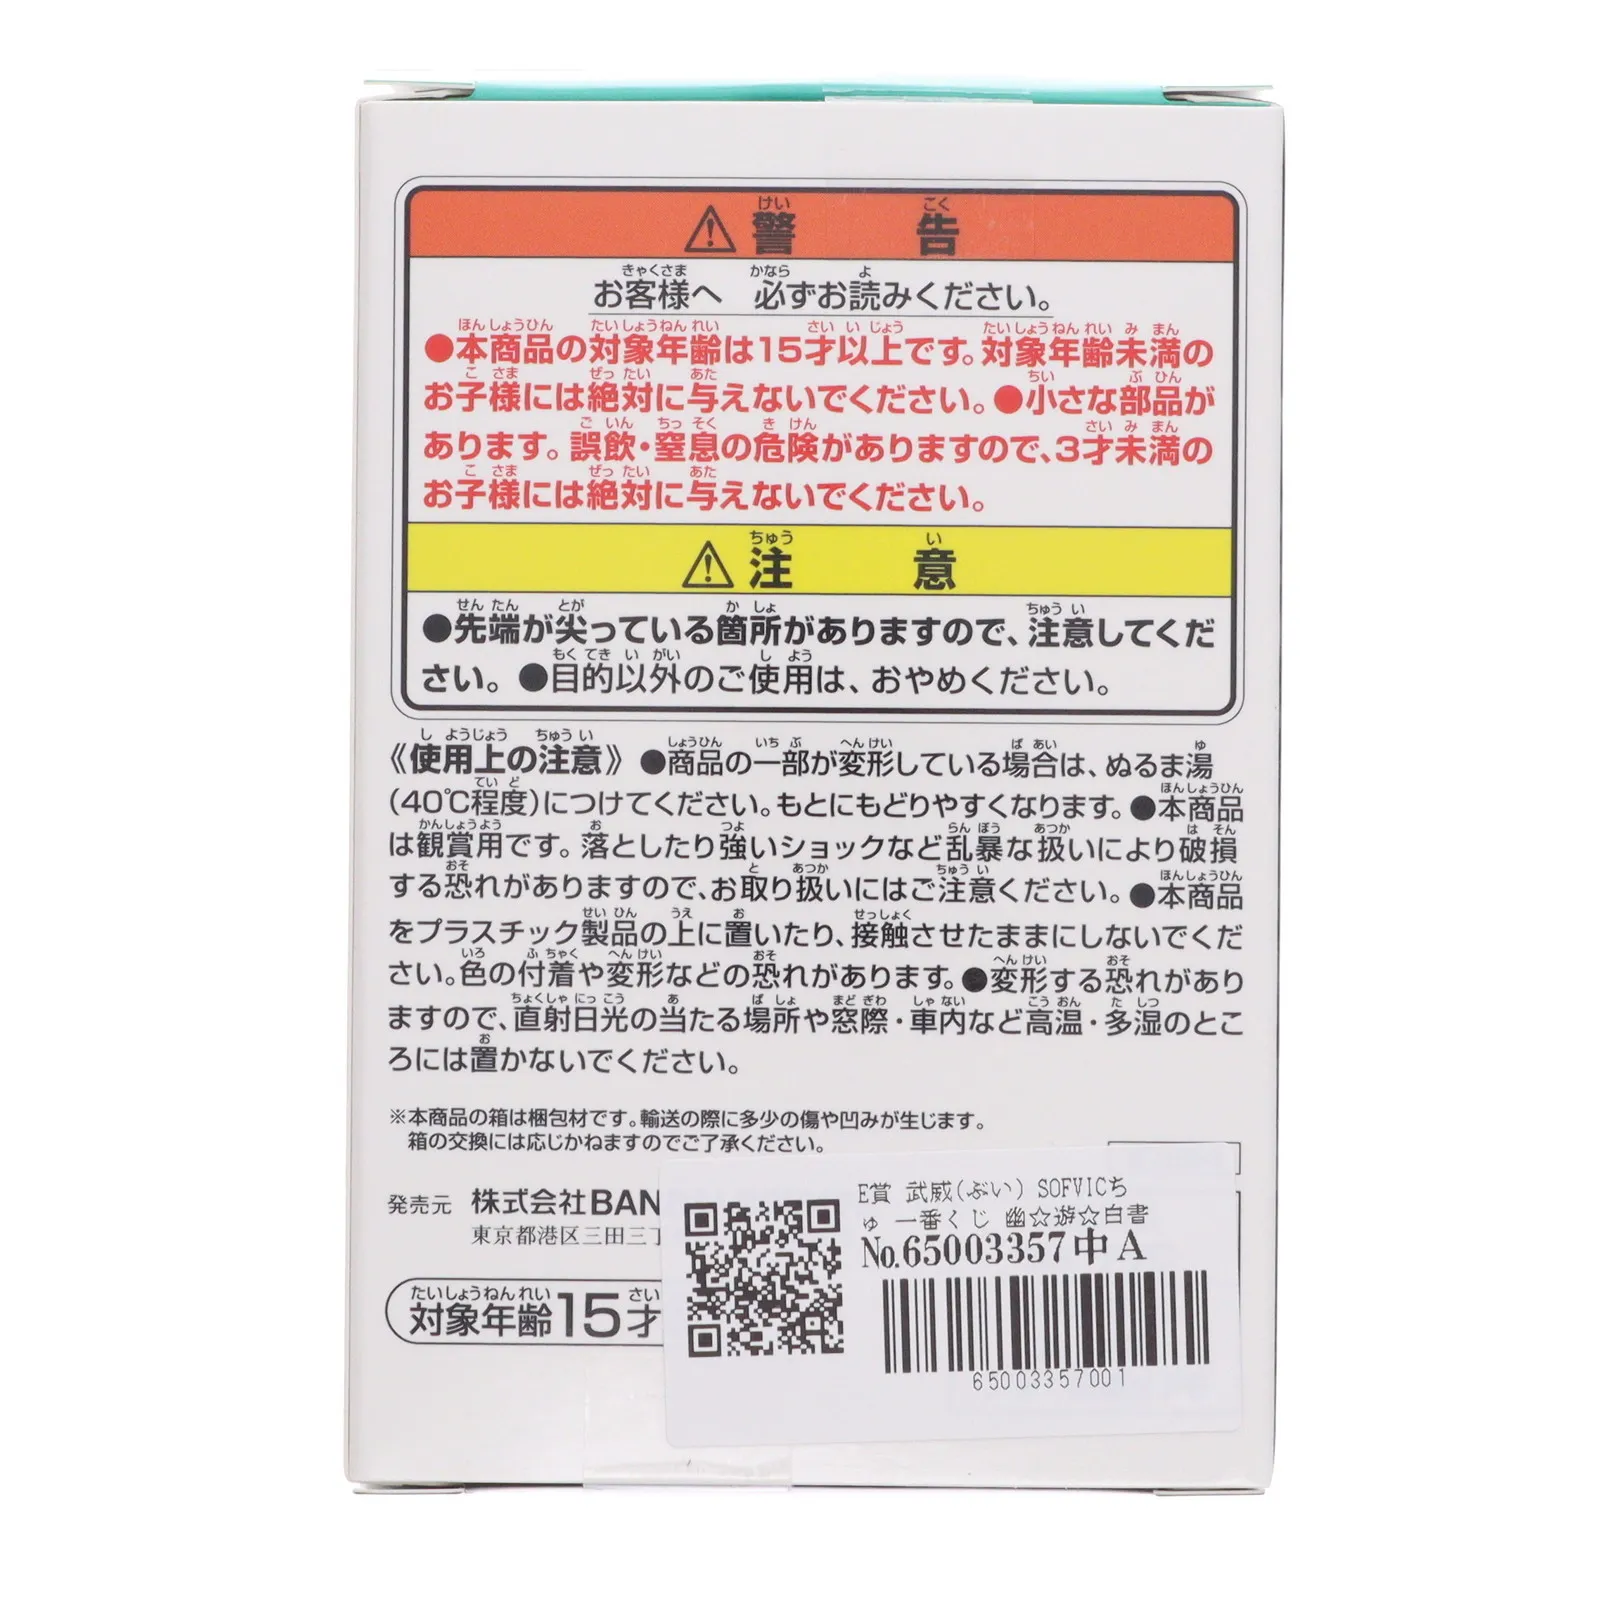 警告
お客様へ 必ずお読みください。
●本商品の対象年齢は15才以上です。対象年齢未満の
お子様には絶対に与えないでください。●小さな部品が
あります。誤飲・窒息の危険がありますので、3才未満の
お子様には絶対に与えないでください。
注意
●先端が尖っている箇所がありますので、注意してくだ
さい。●目的以外のご使用は、おやめください。
《使用上の注意》●商品の一部が変形している場合は、ぬるま湯
(40℃程度)につけてください。もとにもどりやすくなります。●本商品
は観賞用です。落としたり強いショックなど乱暴な扱いにより破損
する恐れがありますので、お取り扱いにはご注意ください。●本商品
をプラスチック製品の上に置いたり、接触させたままにしないでくだ
さい。色の付着や変形などの恐れがあります。●変形する恐れがあり
ますので、直射日光の当たる場所や窓際・車内など高温・多湿のとこ
ろには置かないでください。
※本商品の箱は梱包材です。輸送の際に多少の傷や凹みが生じます。
箱の交換には応じかねますのでご了承ください。
発売元 株式会社BAN
東京都港区三田三丁
対象年齢15才
E賞 武威(ぶい) SOFVICち
ゅ 一番くじ 幽☆遊☆白書
No.65003357中A
65003357001